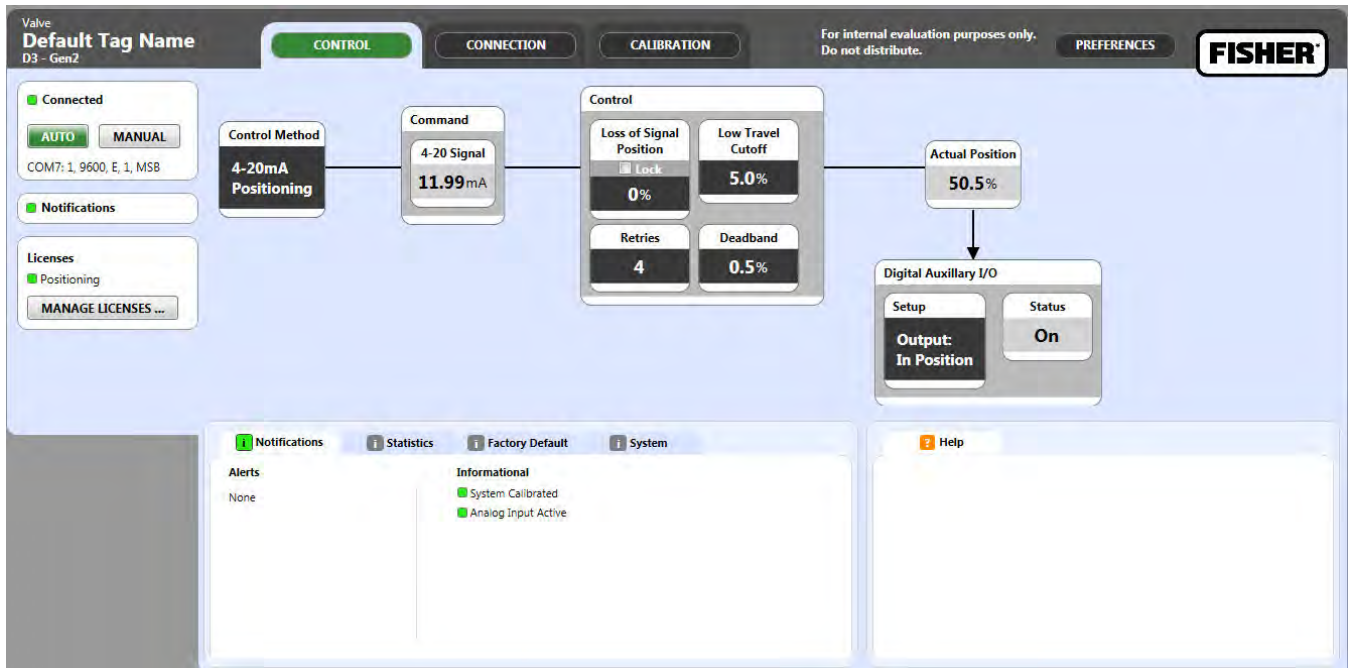 Valve
Default Tag Name
D3 - Gen2
CONTROL
CONNECTION
CALIBRATION
For internal evaluation purposes only.
Do not distribute.
PREFERENCES
FISHER
Connected
AUTO
MANUAL
COM7: 1, 9600, E, 1, MSB
Notifications
Licenses
Positioning
MANAGE LICENSES ...
Control Method
4-20mA
Positioning
Command
4-20 Signal
11.99mA
Control
Loss of Signal
Position
Lock
0%
Low Travel
Cutoff
5.0%
Retries
4
Deadband
0.5%
Actual Position
50.5%
Digital Auxillary I/O
Setup
Output:
In Position
Status
On
Notifications
Statistics
Factory Default
System
Alerts
None
Informational
System Calibrated
Analog Input Active
Help